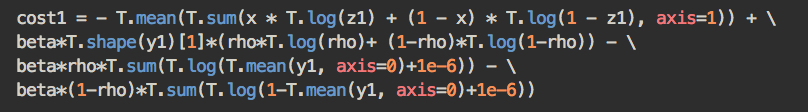 cost1 = - T.mean(T.sum(x * T.log(z1) + (1 - x) * T.log(1 - z1), axis=1)) + \
beta*T.shape(y1)[1]*(rho*T.log(rho)+ (1-rho)*T.log(1-rho)) - \
beta*rho*T.sum(T.log(T.mean(y1, axis=0)+1e-6)) - \
beta*(1-rho)*T.sum(T.log(1-T.mean(y1, axis=0)+1e-6))